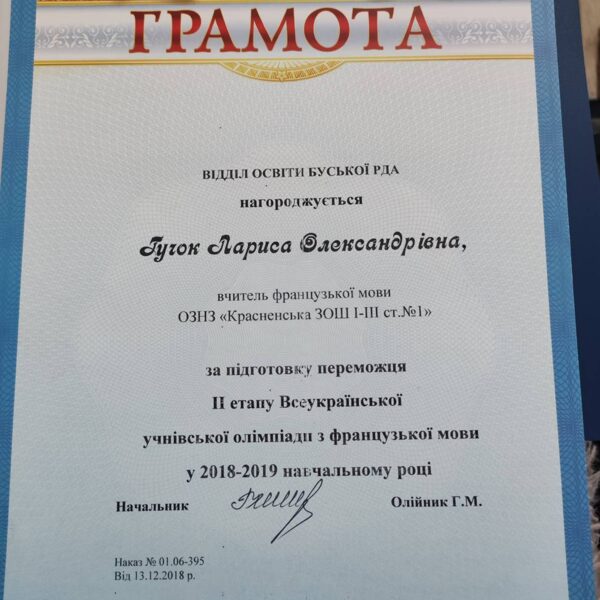 ГРАМОТА
ВІДДІЛ ОСВІТИ БУСЬКОЇ РДА
нагороджується
Гучок Лариса Олександрівна,
вчитель французької мови
ОЗНЗ «Красненська ЗОШ І-ІІІ ст.№1»
за підготовку переможця
ІІ етапу Всеукраїнської
учнівської олімпіади з французької мови
у 2018-2019 навчальному році
Начальник Олійник Г.М.
Наказ № 01.06-395
Від 13.12.2018 р.